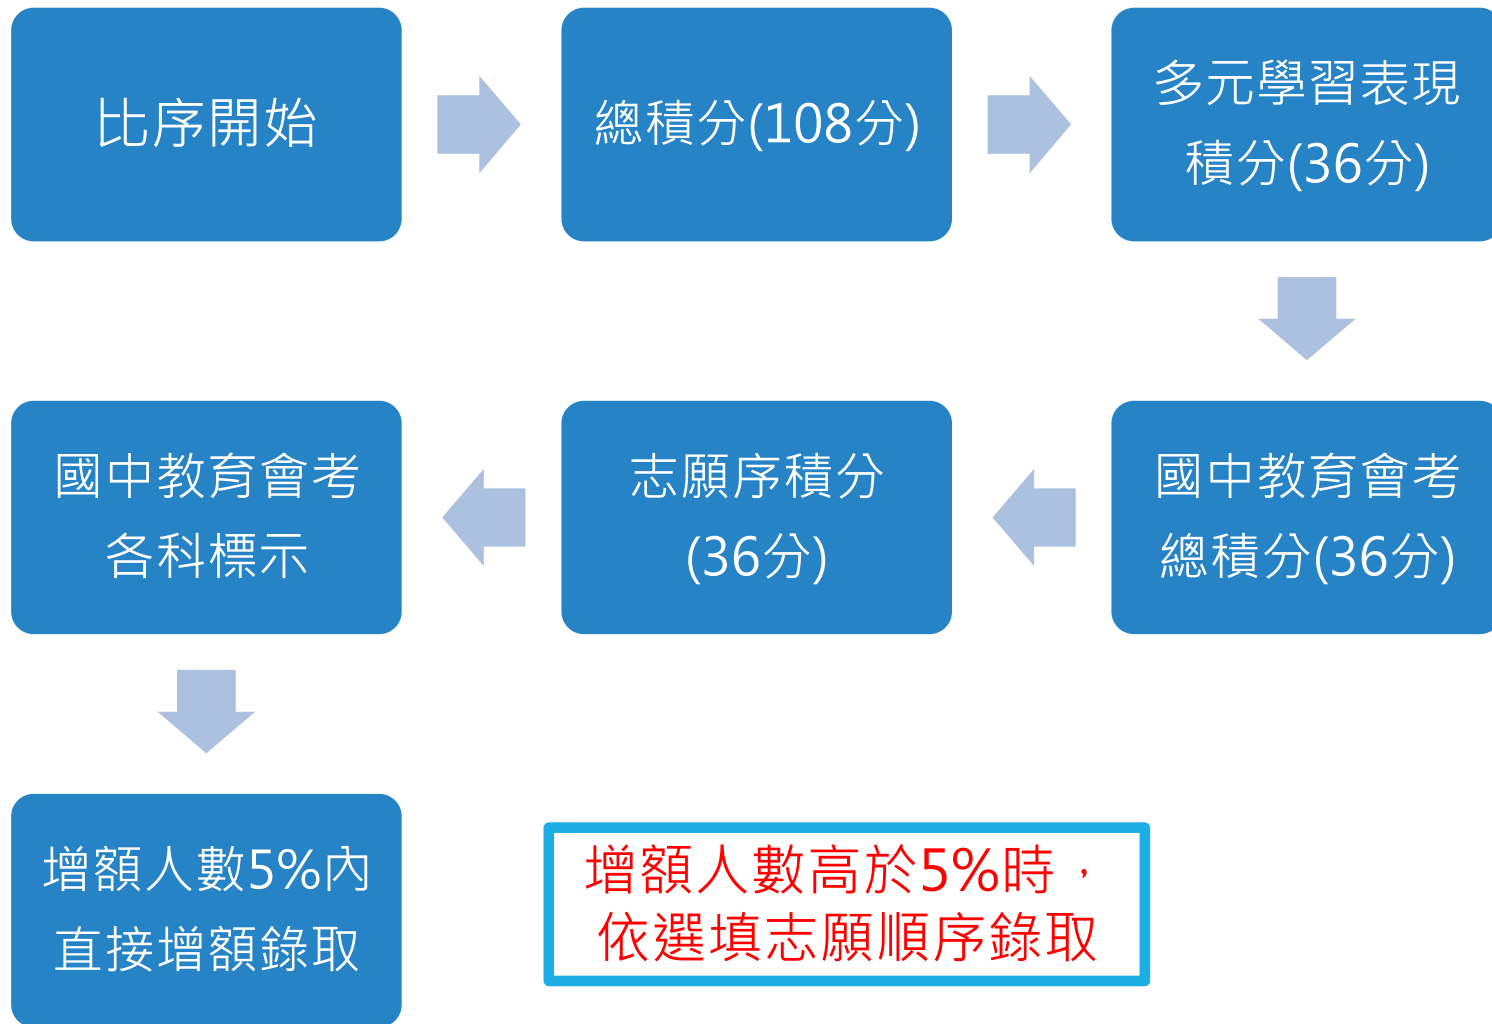 比序開始
總積分(108分)
多元學習表現
積分(36分)
國中教育會考
總積分(36分)
志願序積分
(36分)
國中教育會考
各科標示
增額人數5%內
直接增額錄取
增額人數高於5%時，
依選填志願順序錄取